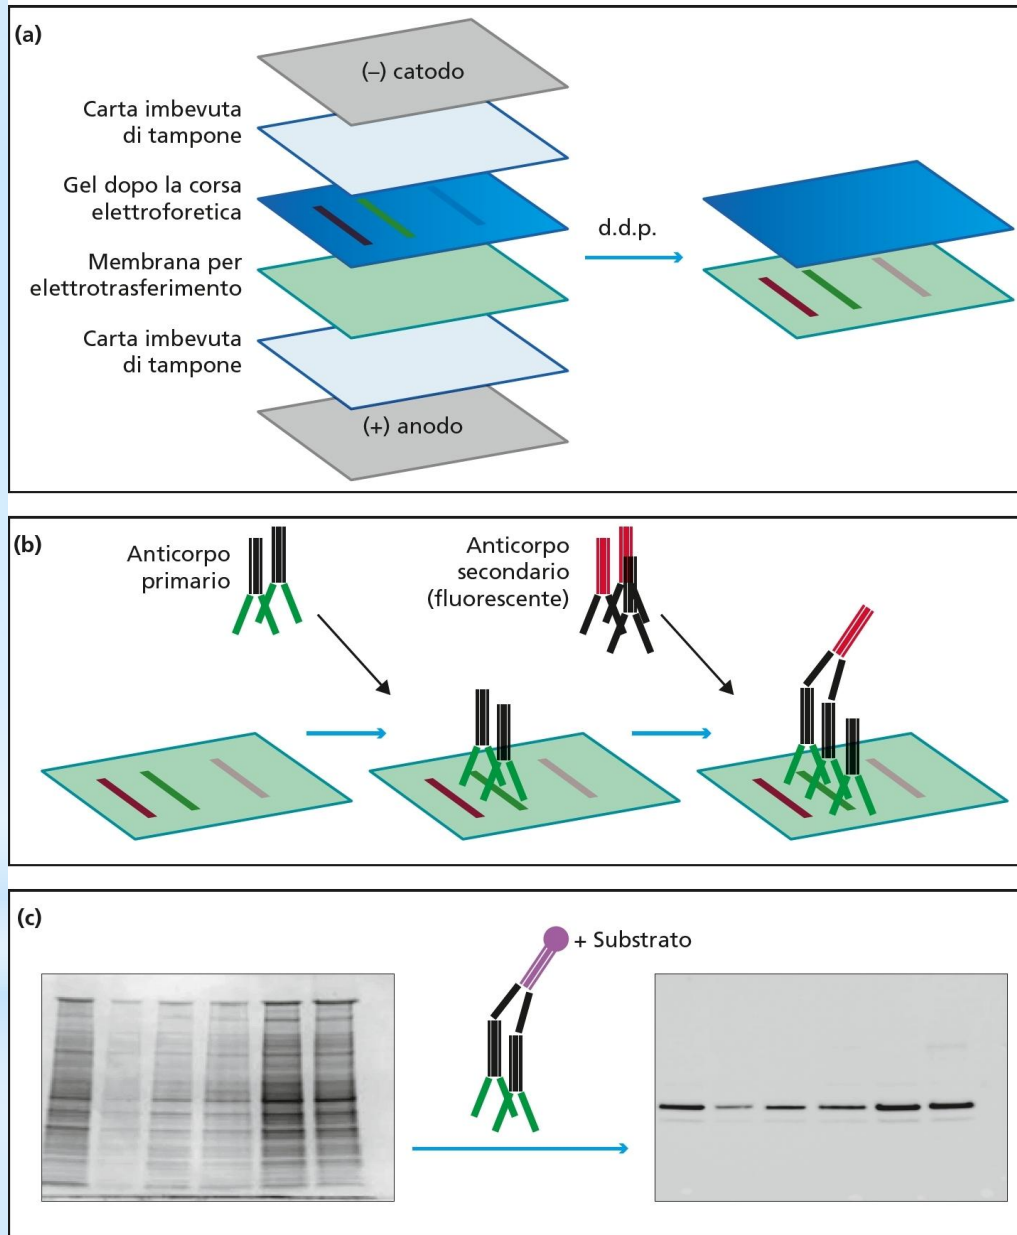 (a)
(–) catodo
Carta imbevuta
di tampone
Gel dopo la corsa
elettroforetica
d.d.p.
Membrana per
elettrotrasferimento
Carta imbevuta
di tampone
(+) anodo
(b)
Anticorpo
primario
Anticorpo
secondario
(fluorescente)
(c)
+ Substrato